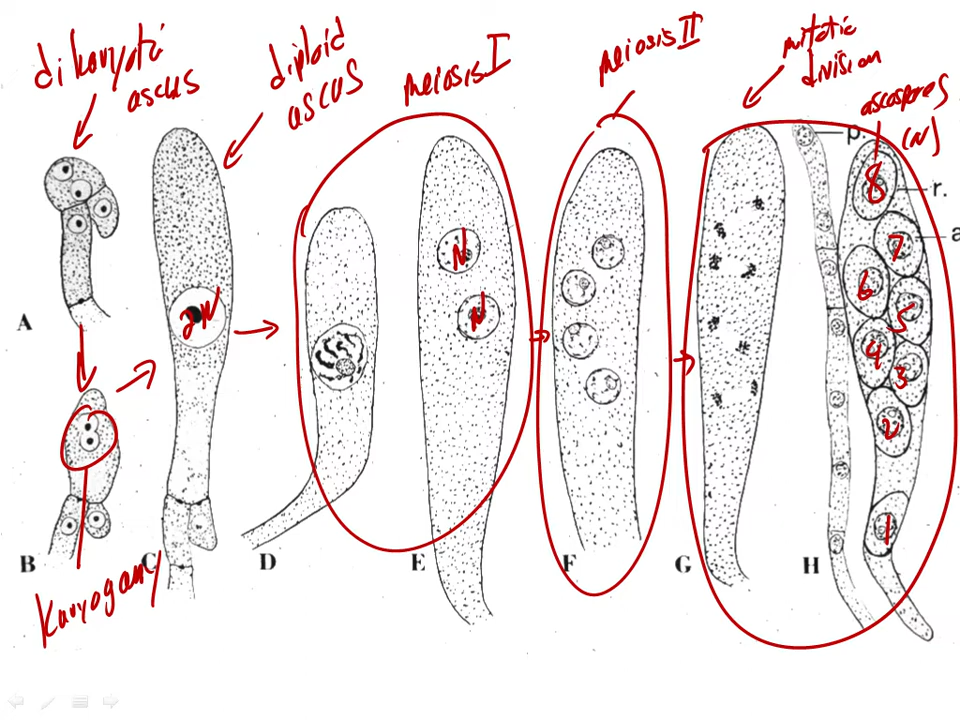 dikaryotic
ascus
diploid
ascus
meiosis I
meiosis II
mitotic
division
ascospores
(N)
p.
r.
a
8
7
6
5
4
3
2
1
2N
N
N
A
B
C
D
E
F
G
H
Karyogamy